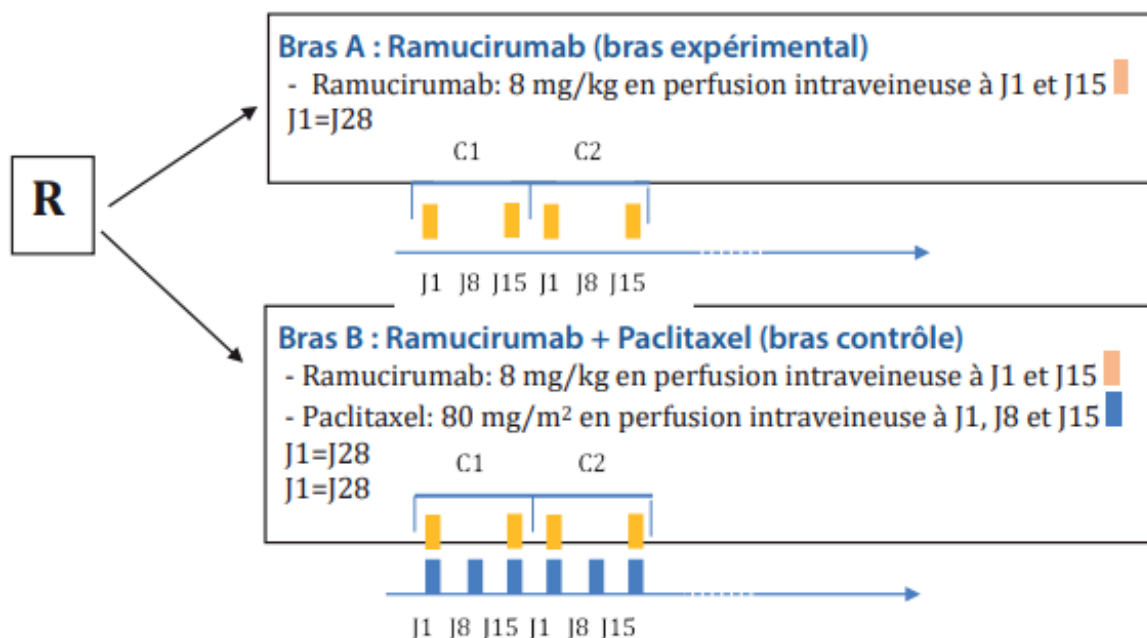 Bras A : Ramucirumab (bras expérimental)
- Ramucirumab: 8 mg/kg en perfusion intraveineuse à J1 et J15
J1=J28
C1 C2
R
J1 J8 J15 J1 J8 J15
Bras B : Ramucirumab + Paclitaxel (bras contrôle)
- Ramucirumab: 8 mg/kg en perfusion intraveineuse à J1 et J15
- Paclitaxel: 80 mg/m² en perfusion intraveineuse à J1, J8 et J15
J1=J28
C1 C2
J1=J28
J1 J8 J15 J1 J8 J15